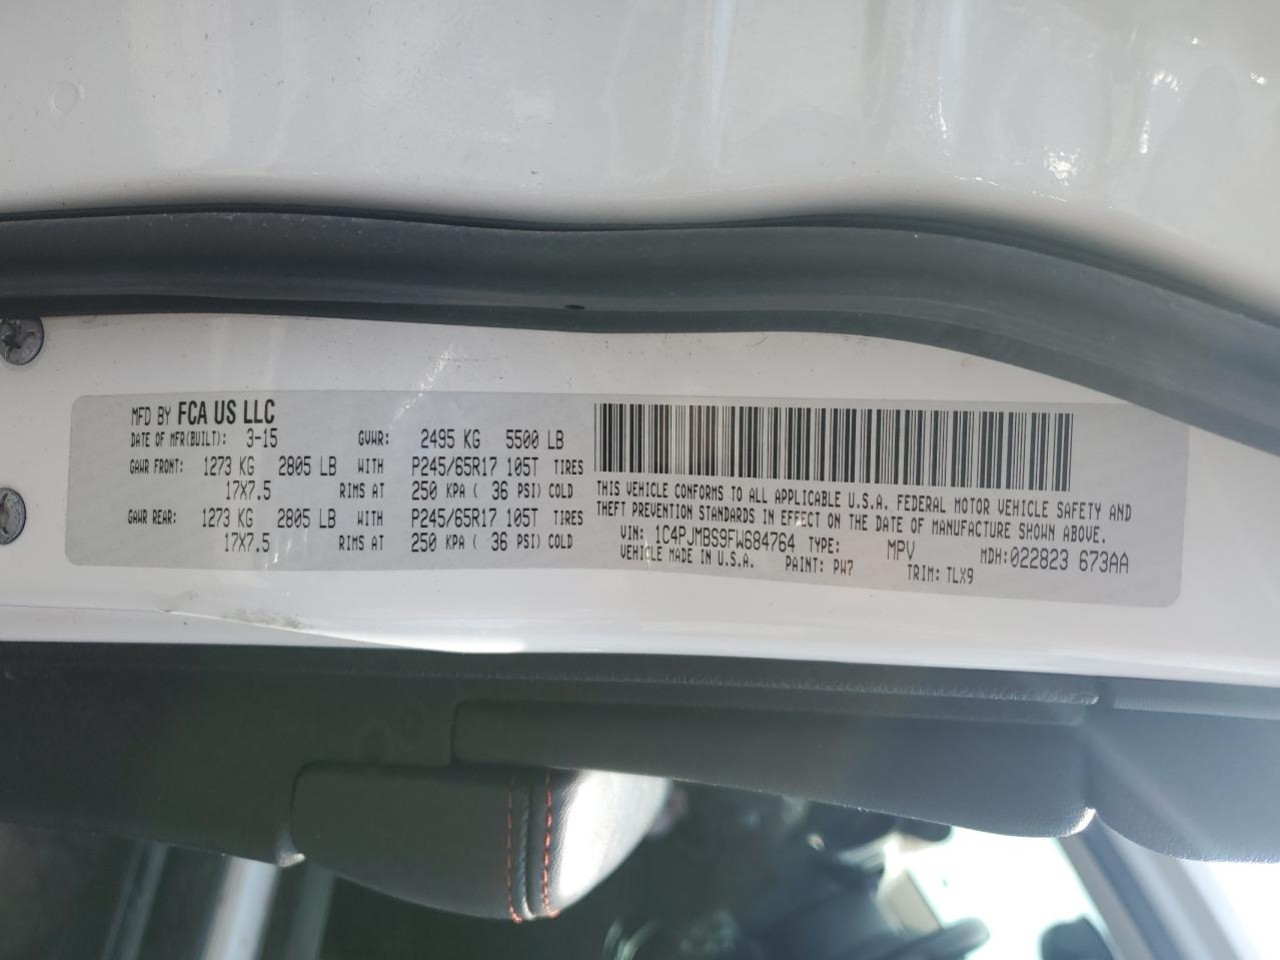 MFD BY FCA US LLC
DATE OF MFR(BUILT): 3-15 GVWR: 2495 KG 5500 LB
GAWR FRONT: 1273 KG 2805 LB WITH P245/65R17 105T TIRES
17X7.5 RIMS AT 250 KPA ( 36 PSI) COLD
GAWR REAR: 1273 KG 2805 LB WITH P245/65R17 105T TIRES
17X7.5 RIMS AT 250 KPA ( 36 PSI) COLD
THIS VEHICLE CONFORMS TO ALL APPLICABLE U.S.A. FEDERAL MOTOR VEHICLE SAFETY AND
THEFT PREVENTION STANDARDS IN EFFECT ON THE DATE OF MANUFACTURE SHOWN ABOVE.
VIN: 1C4PJMBS9FW684764 TYPE: MPV MDH:022823 673AA
VEHICLE MADE IN U.S.A. PAINT: PW7 TRIM: TLX9